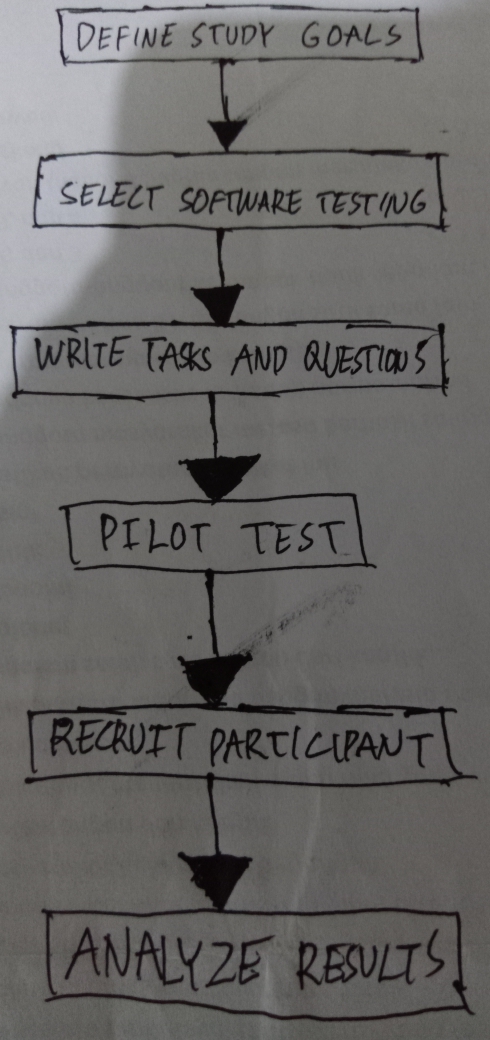 DEFINE STUDY GOALS
SELECT SOFTWARE TESTING
WRITE TASKS AND QUESTIONS
PILOT TEST
RECRUIT PARTICIPANT
ANALYZE RESULTS